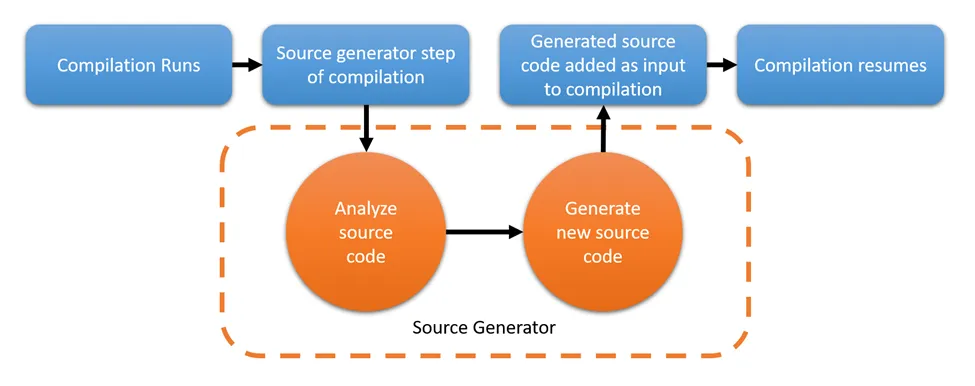 Compilation Runs
Source generator step
of compilation
Generated source
code added as input
to compilation
Compilation resumes
Analyze
source
code
Generate
new source
code
Source Generator